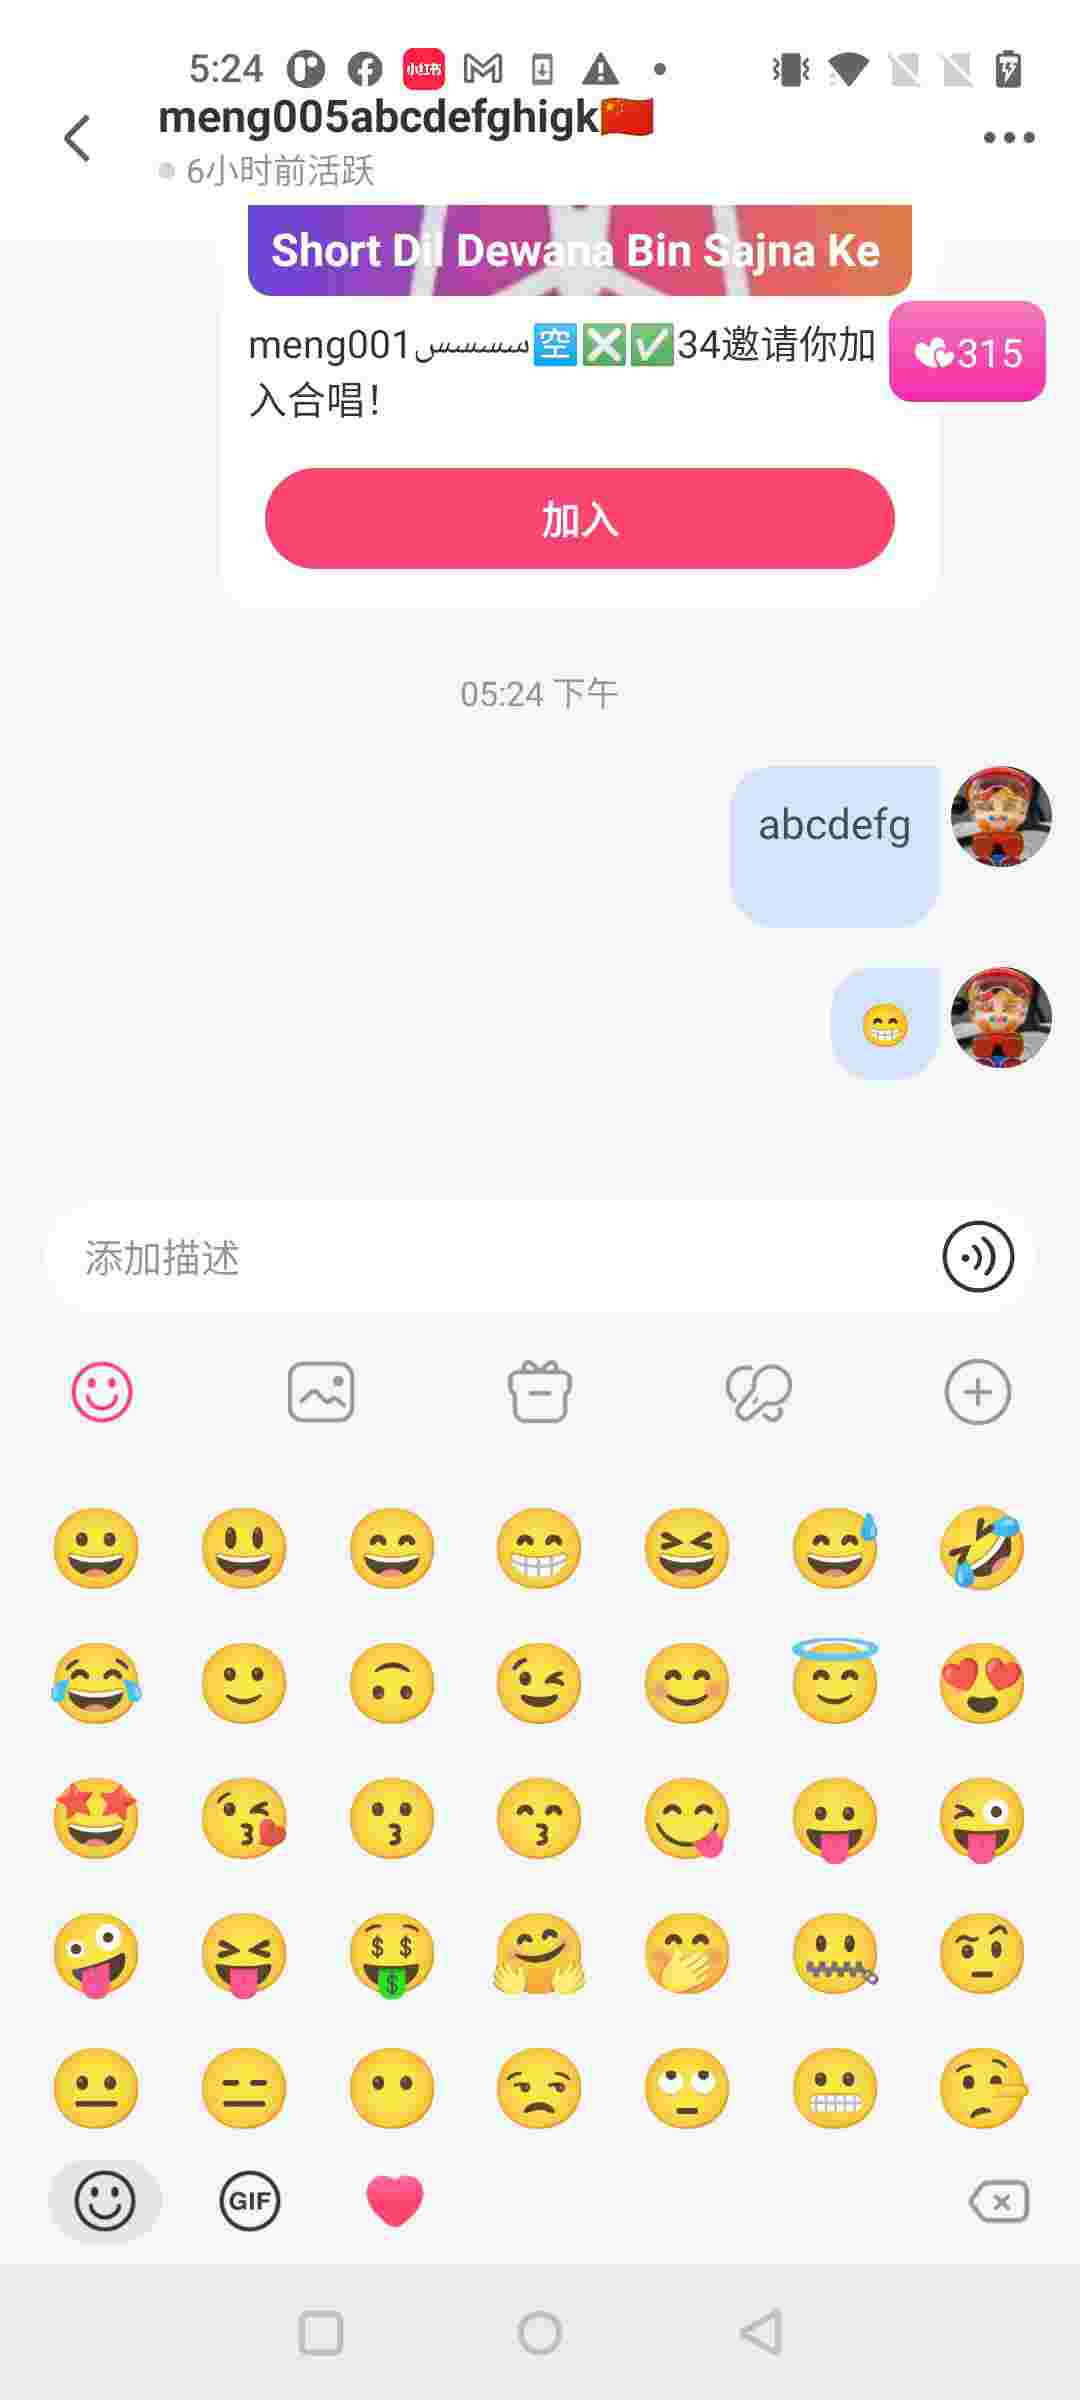 5:24 小红书
meng005abcdefghigk🇨🇳
6小时前活跃
Short Dil Dewana Bin Sajna Ke
meng001سسسسس🈳❎✅34邀请你加
入合唱！
315
加入
05:24 下午
abcdefg
😁
添加描述
GIF